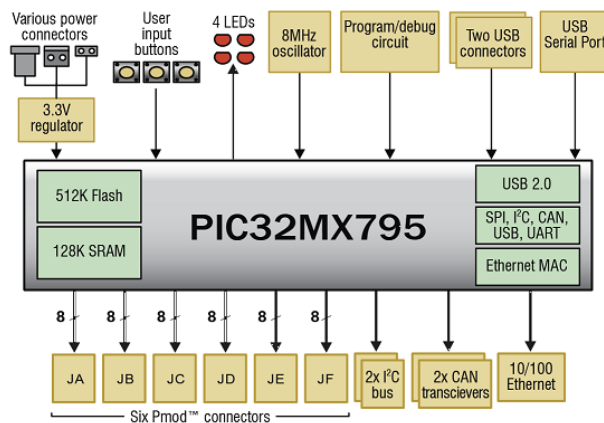 Various power
connectors
User
input
buttons
4 LEDs
8MHz
oscillator
Program/debug
circuit
Two USB
connectors
USB
Serial Port
3.3V
regulator
512K Flash
128K SRAM
PIC32MX795
USB 2.0
SPI, I²C, CAN,
USB, UART
Ethernet MAC
8
8
8
8
8
8
JA
JB
JC
JD
JE
JF
2x I²C
bus
2x CAN
transcievers
10/100
Ethernet
Six Pmod™ connectors